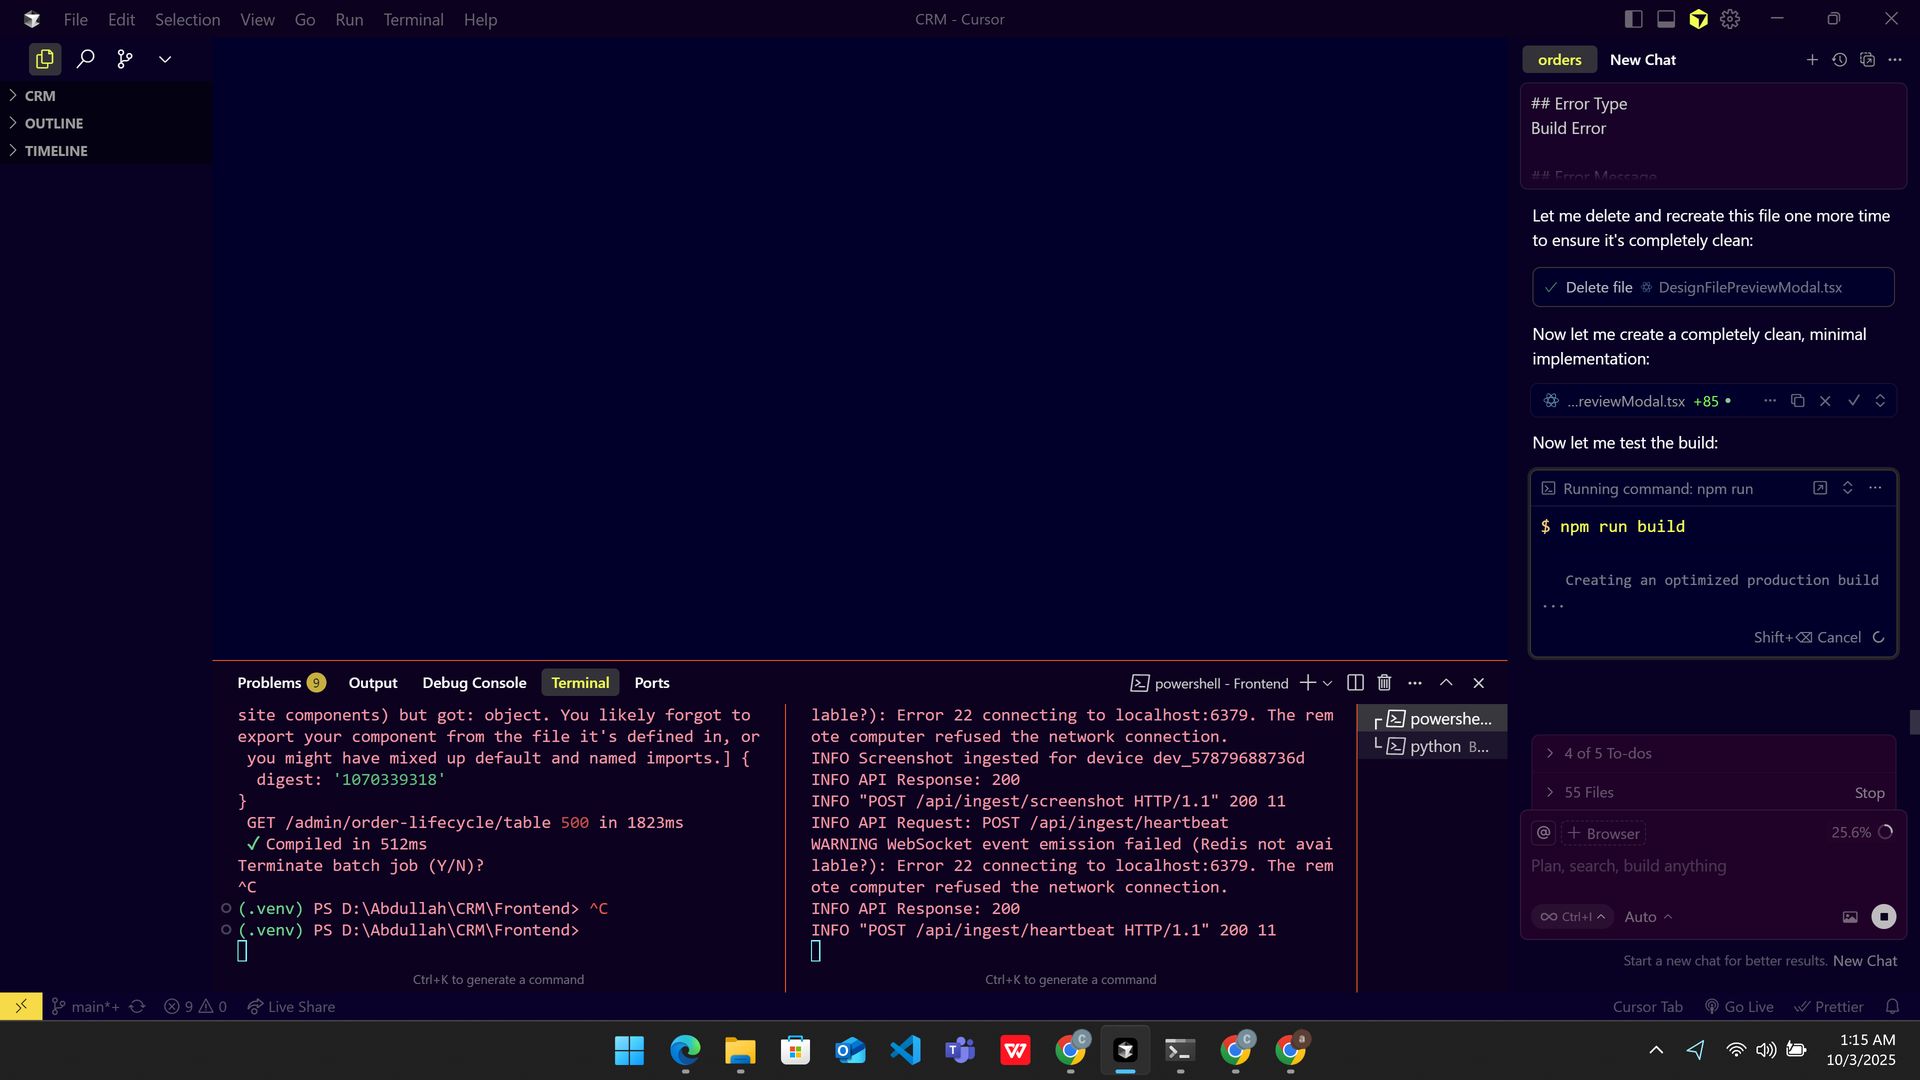 File Edit Selection View Go Run Terminal Help
CRM - Cursor
CRM
OUTLINE
TIMELINE
orders New Chat
## Error Type
Build Error
## Error Message
Let me delete and recreate this file one more time
to ensure it's completely clean:
Delete file DesignFilePreviewModal.tsx
Now let me create a completely clean, minimal
implementation:
...reviewModal.tsx +85
Now let me test the build:
Running command: npm run
$ npm run build
Creating an optimized production build
...
Shift+⌫ Cancel
4 of 5 To-dos
55 Files Stop
@ + Browser 25.6%
Plan, search, build anything
∞ Ctrl+I Auto
Start a new chat for better results. New Chat
Problems 9 Output Debug Console Terminal Ports
powershell - Frontend
site components) but got: object. You likely forgot to
export your component from the file it's defined in, or
you might have mixed up default and named imports.] {
digest: '1070339318'
}
GET /admin/order-lifecycle/table 500 in 1823ms
✓ Compiled in 512ms
Terminate batch job (Y/N)?
^C
(.venv) PS D:\Abdullah\CRM\Frontend> ^C
(.venv) PS D:\Abdullah\CRM\Frontend>
Ctrl+K to generate a command
lable?): Error 22 connecting to localhost:6379. The rem
ote computer refused the network connection.
INFO Screenshot ingested for device dev_57879688736d
INFO API Response: 200
INFO "POST /api/ingest/screenshot HTTP/1.1" 200 11
INFO API Request: POST /api/ingest/heartbeat
WARNING WebSocket event emission failed (Redis not avai
lable?): Error 22 connecting to localhost:6379. The rem
ote computer refused the network connection.
INFO API Response: 200
INFO "POST /api/ingest/heartbeat HTTP/1.1" 200 11
Ctrl+K to generate a command
powershe...
python B...
main*+ 9 0 Live Share
Cursor Tab Go Live Prettier
1:15 AM
10/3/2025